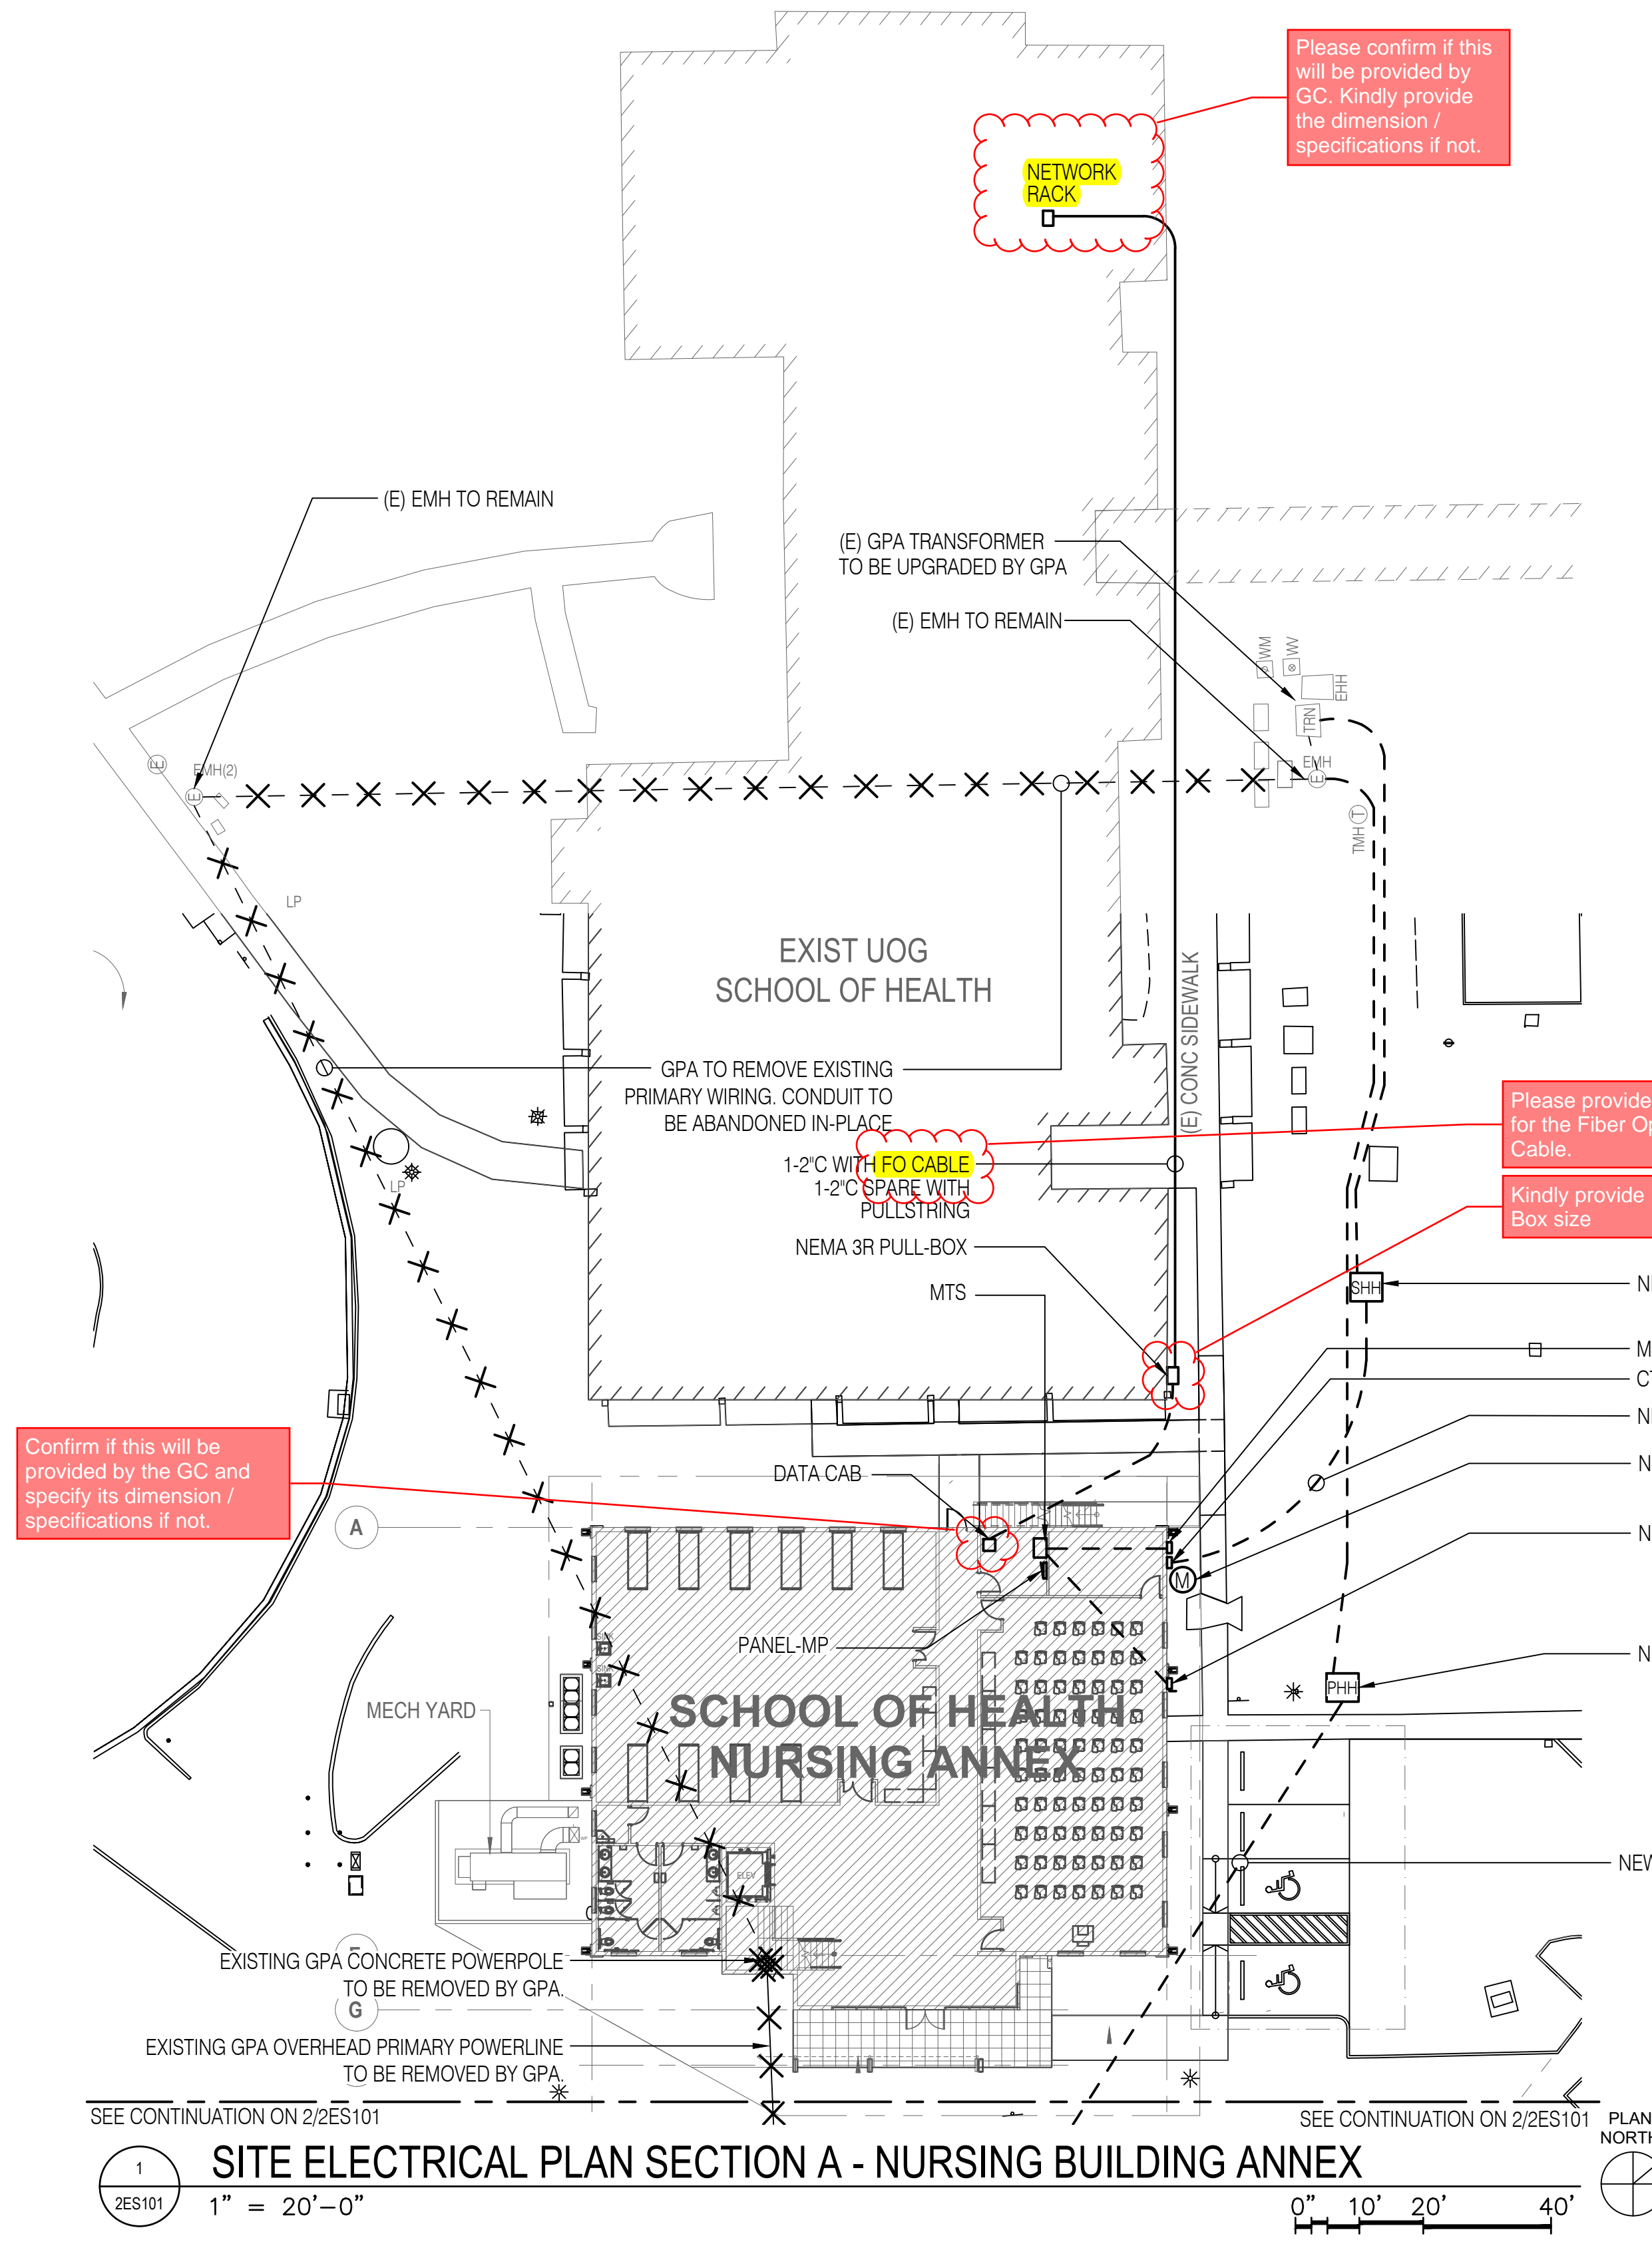 Please confirm if this
will be provided by
GC. Kindly provide
the dimension /
specifications if not.
NETWORK
RACK
(E) EMH TO REMAIN
(E) GPA TRANSFORMER
TO BE UPGRADED BY GPA
(E) EMH TO REMAIN
WM
WV
EHH
TRN
EMH
E
TMH
T
E
EMH(2)
E
LP
EXIST UOG
SCHOOL OF HEALTH
(E) CONC SIDEWALK
GPA TO REMOVE EXISTING
PRIMARY WIRING. CONDUIT TO
BE ABANDONED IN-PLACE
Please provide
for the Fiber Op
Cable.
1-2"C WITH FO CABLE
1-2"C SPARE WITH
PULLSTRING
LP
Kindly provide
Box size
NEMA 3R PULL-BOX
MTS
SHH
N
M
CT
N
N
N
N
Confirm if this will be
provided by the GC and
specify its dimension /
specifications if not.
DATA CAB
A
M
SINK
SINK
PANEL-MP
PHH
MECH YARD
SCHOOL OF HEALTH
NURSING ANNEX
NEW
ELEV
EXISTING GPA CONCRETE POWERPOLE
TO BE REMOVED BY GPA.
G
EXISTING GPA OVERHEAD PRIMARY POWERLINE
TO BE REMOVED BY GPA.
SEE CONTINUATION ON 2/2ES101
SEE CONTINUATION ON 2/2ES101
PLAN
NORTH
1
2ES101
SITE ELECTRICAL PLAN SECTION A - NURSING BUILDING ANNEX
1" = 20'-0"
0" 10' 20' 40'